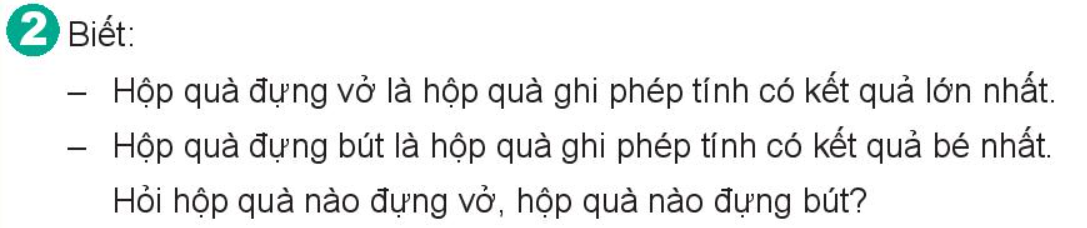 2 Biết:
– Hộp quà đựng vở là hộp quà ghi phép tính có kết quả lớn nhất.
– Hộp quà đựng bút là hộp quà ghi phép tính có kết quả bé nhất.
Hỏi hộp quà nào đựng vở, hộp quà nào đựng bút?